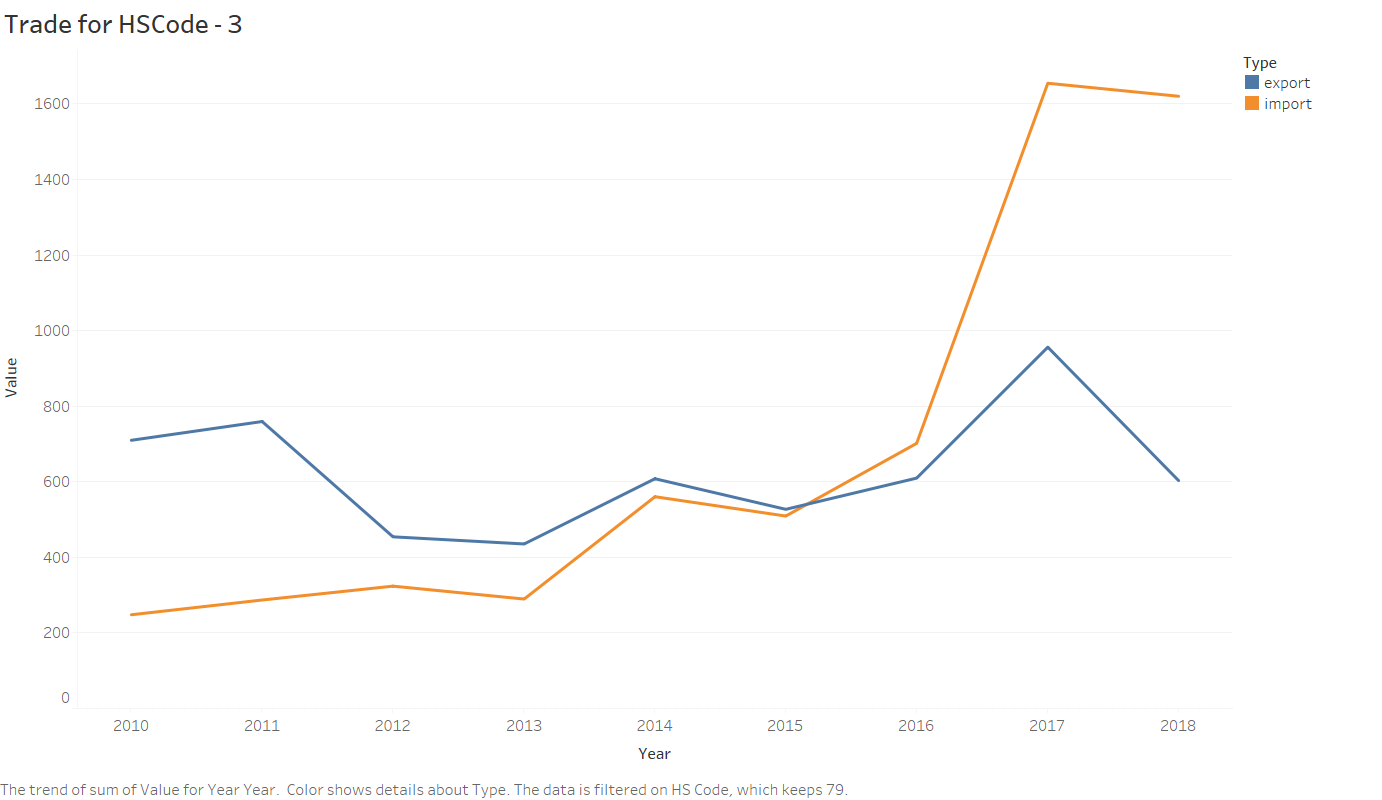 Trade for HSCode - 3
Type
export
import
1600
1400
1200
1000
800
600
400
200
0
Value
2010 2011 2012 2013 2014 2015 2016 2017 2018
Year
The trend of sum of Value for Year Year.  Color shows details about Type. The data is filtered on HS Code, which keeps 79.